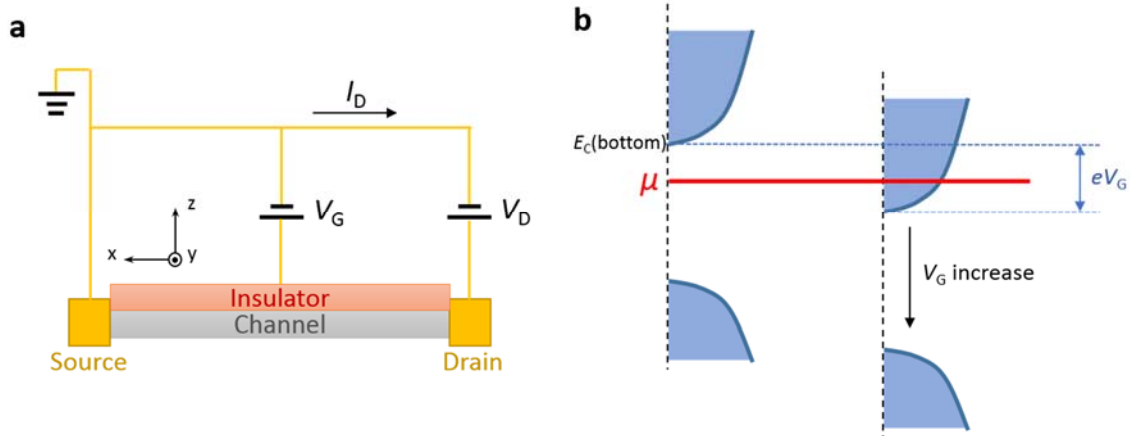 a
I_D
V_G
V_D
z
x
y
Insulator
Channel
Source
Drain
b
E_C(bottom)
μ
eV_G
V_G increase